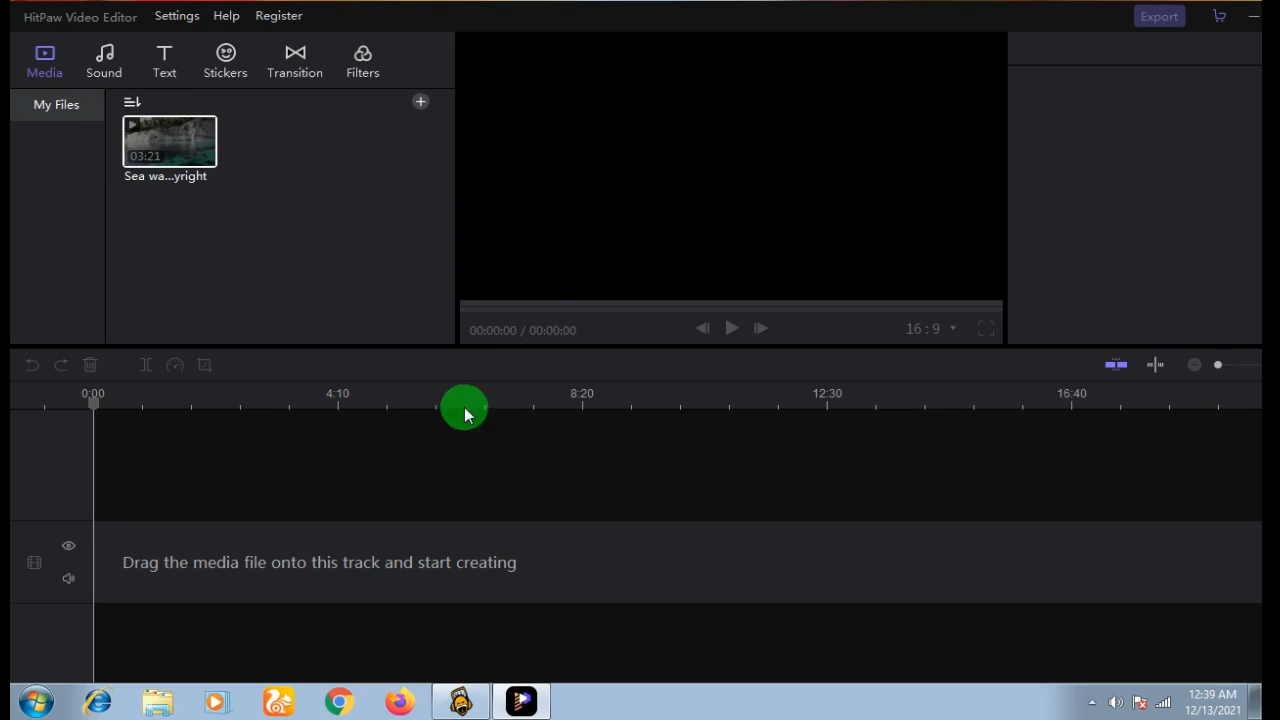 HitPaw Video Editor Settings Help Register Export
Media Sound Text Stickers Transition Filters
My Files
03:21
Sea wa...yright
00:00:00 / 00:00:00
16:9
0:00 4:10 8:20 12:30 16:40
Drag the media file onto this track and start creating
12:39 AM
12/13/2021